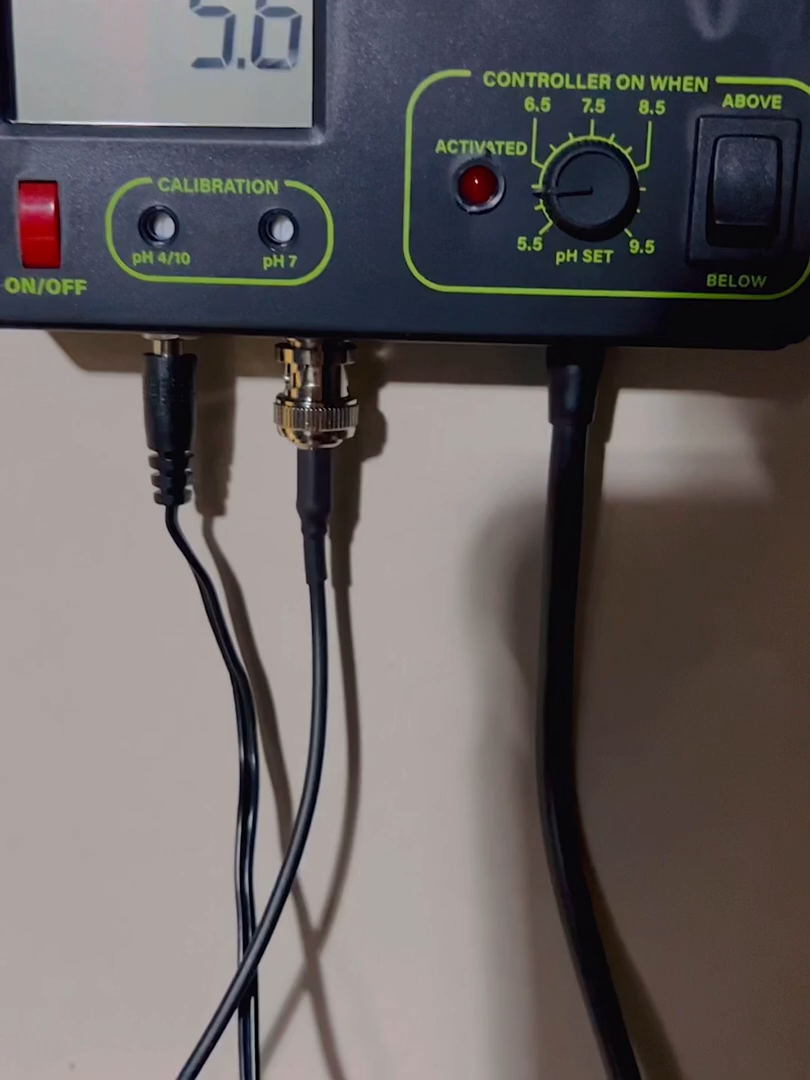 5.6
CONTROLLER ON WHEN
6.5 7.5 8.5
ABOVE
ACTIVATED
CALIBRATION
pH 4/10
pH 7
5.5
pH SET
9.5
ON/OFF
BELOW